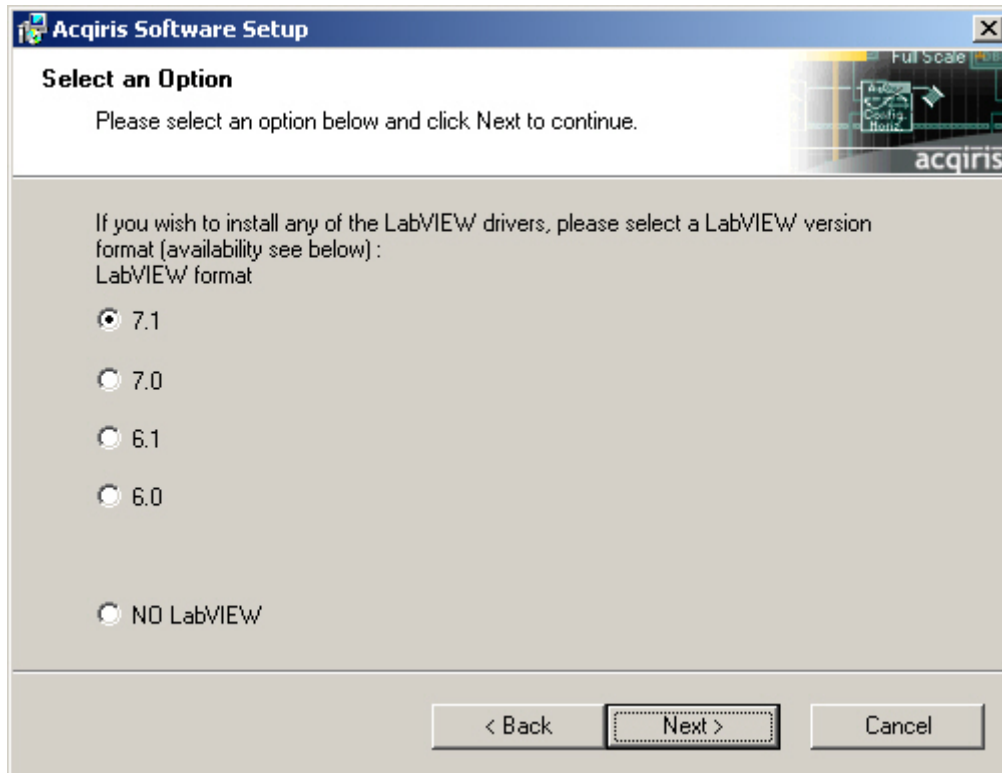 Acqiris Software Setup
Full Scale
Select an Option
Please select an option below and click Next to continue.
Config.
Horiz.
acqiris
If you wish to install any of the LabVIEW drivers, please select a LabVIEW version
format (availability see below) :
LabVIEW format
7.1
7.0
6.1
6.0
NO LabVIEW
< Back
Next >
Cancel